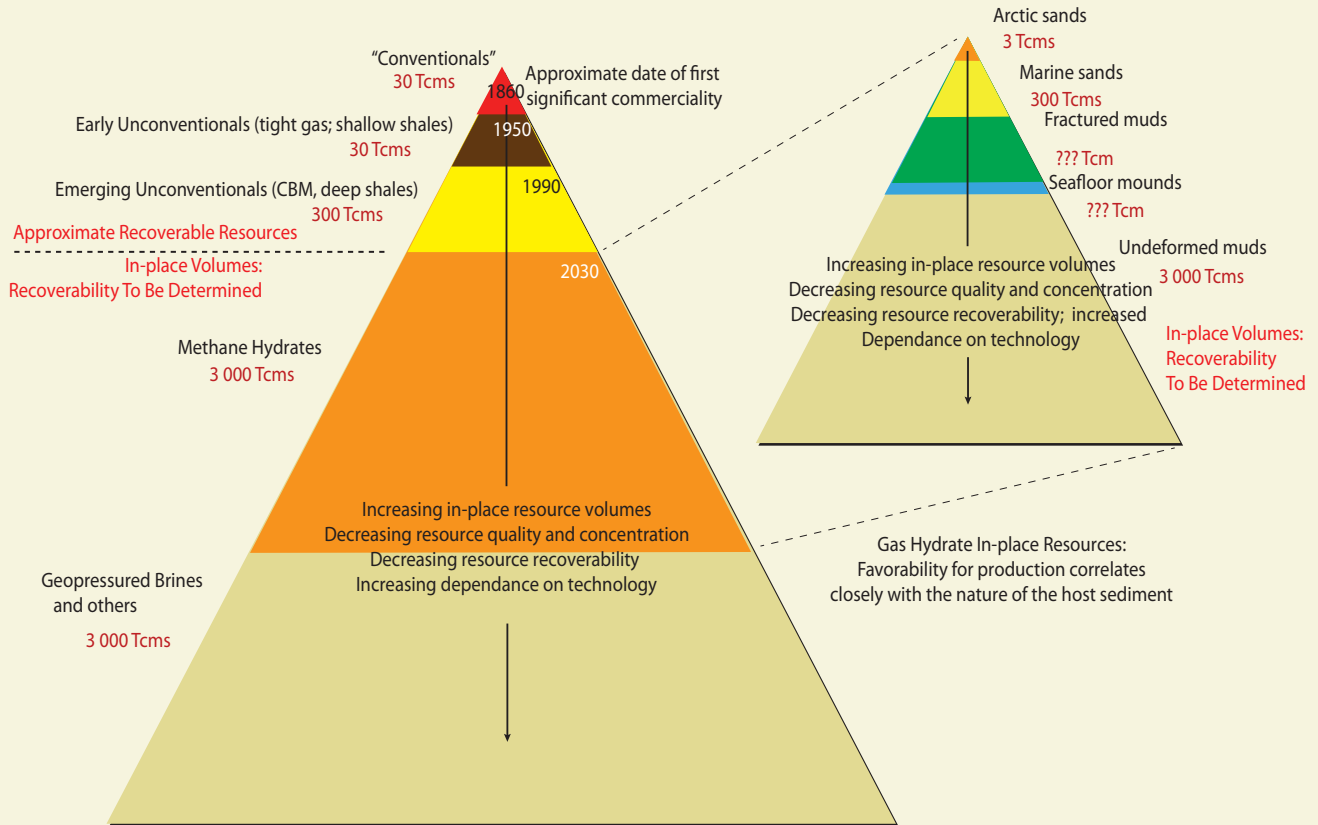 "Conventionals"
30 Tcms
1860
Approximate date of first
significant commerciality
Early Unconventionals (tight gas; shallow shales)
30 Tcms
1950
Emerging Unconventionals (CBM, deep shales)
300 Tcms
1990
Approximate Recoverable Resources
In-place Volumes:
Recoverability To Be Determined
2030
Methane Hydrates
3 000 Tcms
Increasing in-place resource volumes
Decreasing resource quality and concentration
Decreasing resource recoverability
Increasing dependance on technology
Geopressured Brines
and others
3 000 Tcms
Arctic sands
3 Tcms
Marine sands
300 Tcms
Fractured muds
??? Tcm
Seafloor mounds
??? Tcm
Undeformed muds
3 000 Tcms
Increasing in-place resource volumes
Decreasing resource quality and concentration
Decreasing resource recoverability; increased
Dependance on technology
In-place Volumes:
Recoverability
To Be Determined
Gas Hydrate In-place Resources:
Favorability for production correlates
closely with the nature of the host sediment